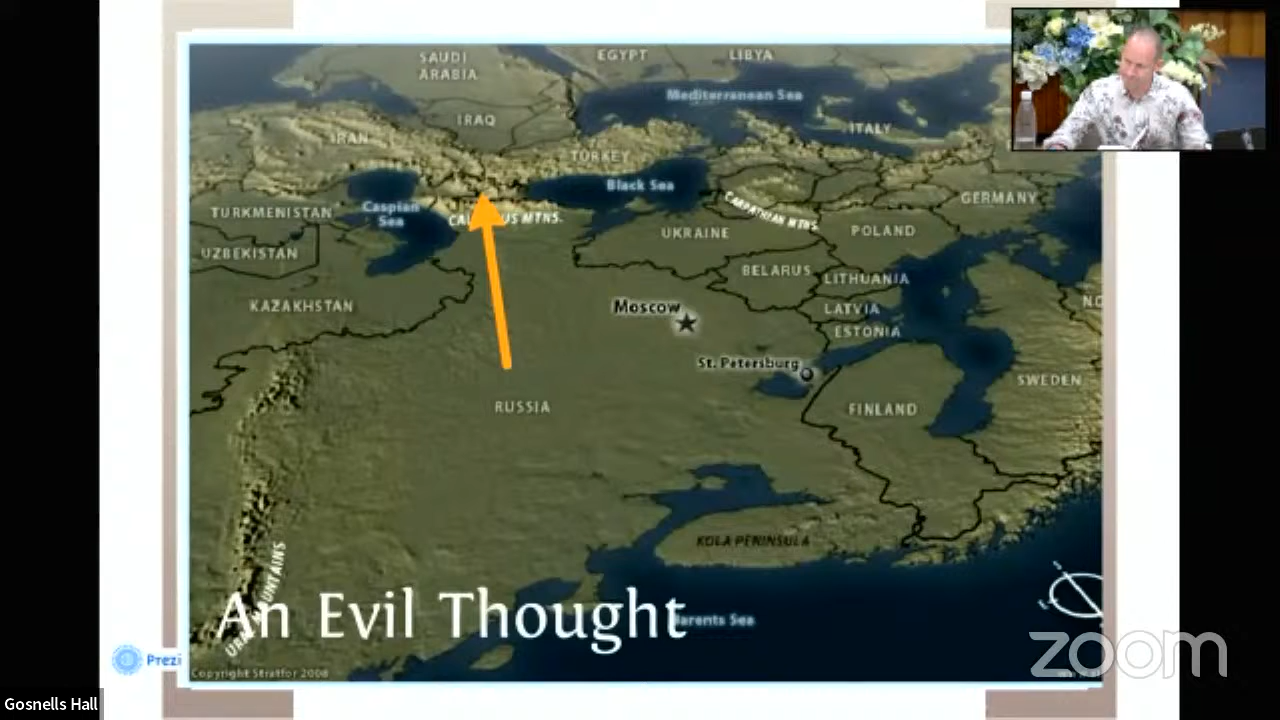 SAUDI
ARABIA
EGYPT
LIBYA
Mediterranean Sea
IRAQ
ITALY
IRAN
TURKEY
Black Sea
TURKMENISTAN
Caspian
Sea
MTNS.
CARPATHIAN MTNS.
GERMANY
UKRAINE
POLAND
UZBEKISTAN
BELARUS
LITHUANIA
KAZAKHSTAN
Moscow
LATVIA
ESTONIA
St. Petersburg
SWEDEN
RUSSIA
FINLAND
KOLA PENINSULA
An Evil Thought
Barents Sea
Prezi
Copyright Stratfor 2008
zoom
Gosnells Hall